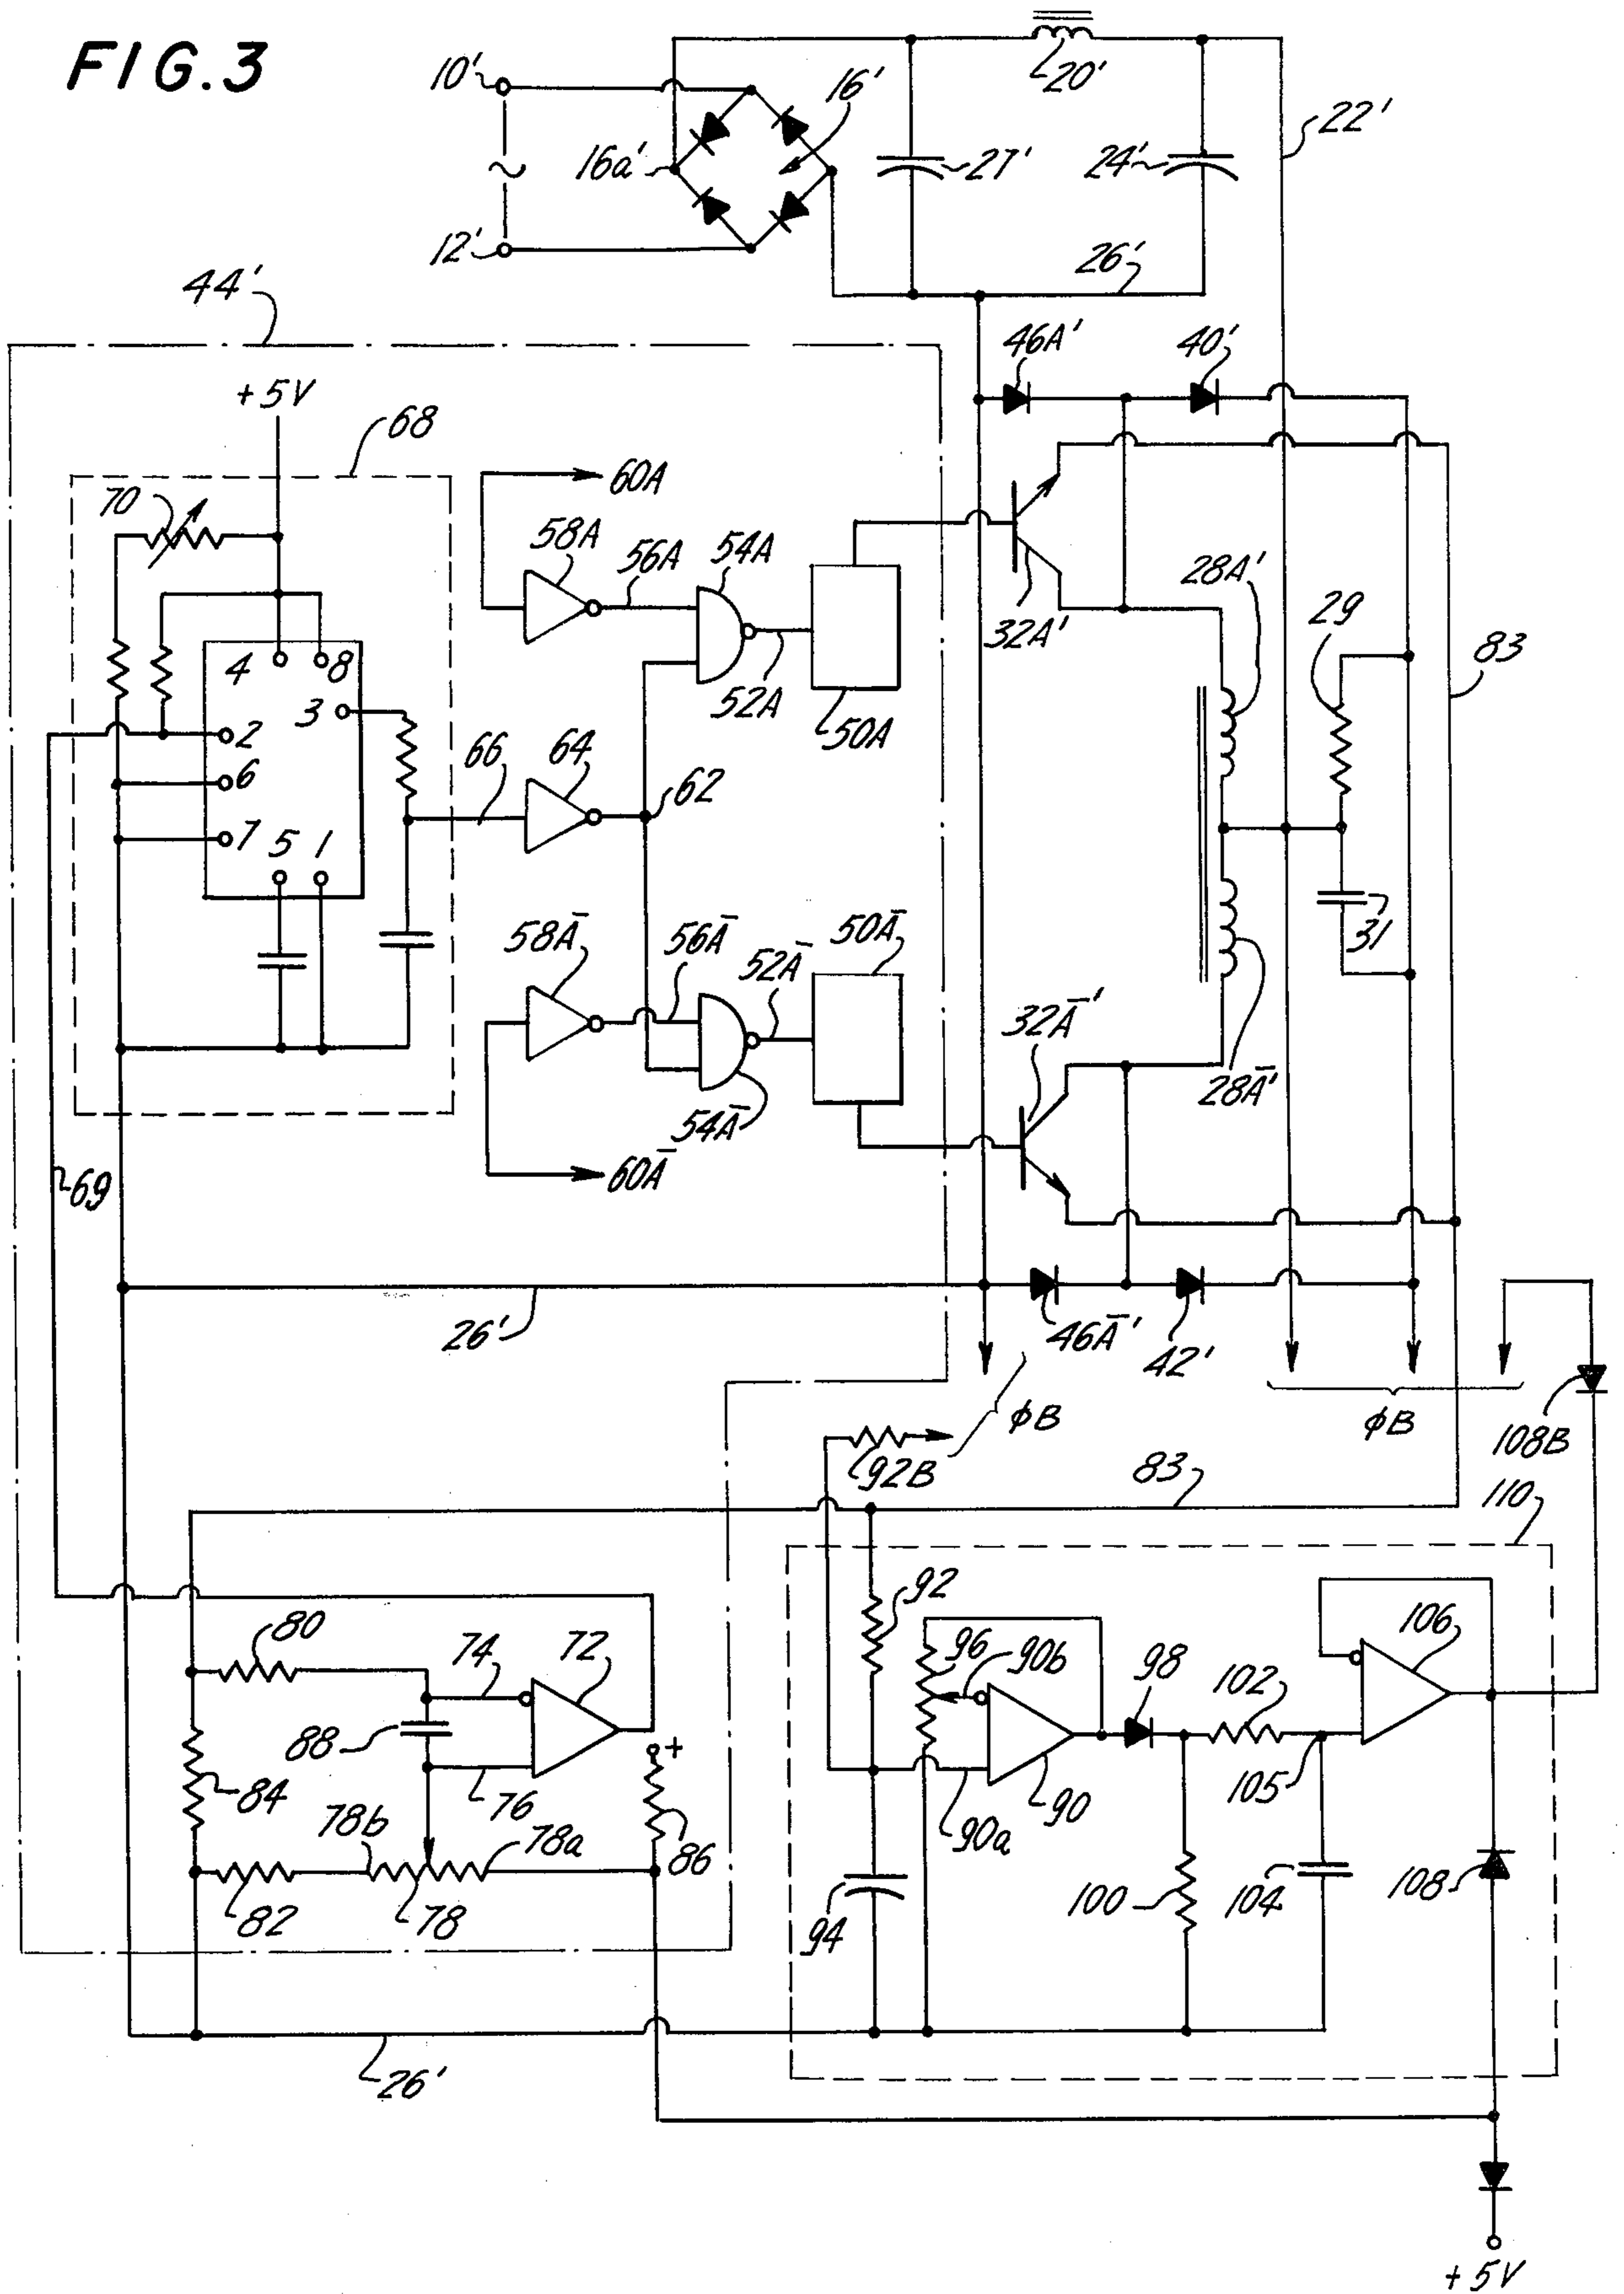 FIG.3
10'
16'
20'
22'
16a'
27'
24'
12'
26'
44'
46A'
40'
+5V
68
70
60A
58A
56A
54A
28A'
32A'
29
83
4
8
3
52A
50A
2
66
64
62
6
7
5
1
31
58Ā
56Ā
52Ā
50Ā
32Ā'
28Ā'
54Ā
60Ā
69
26'
46Ā'
42'
ΦB
ΦB
108B
92B
83
110
92
80
74
72
96
90b
98
102
106
88
+
84
76
90
105
78b
78a
86
90a
100
104
108
82
78
94
26'
+5V